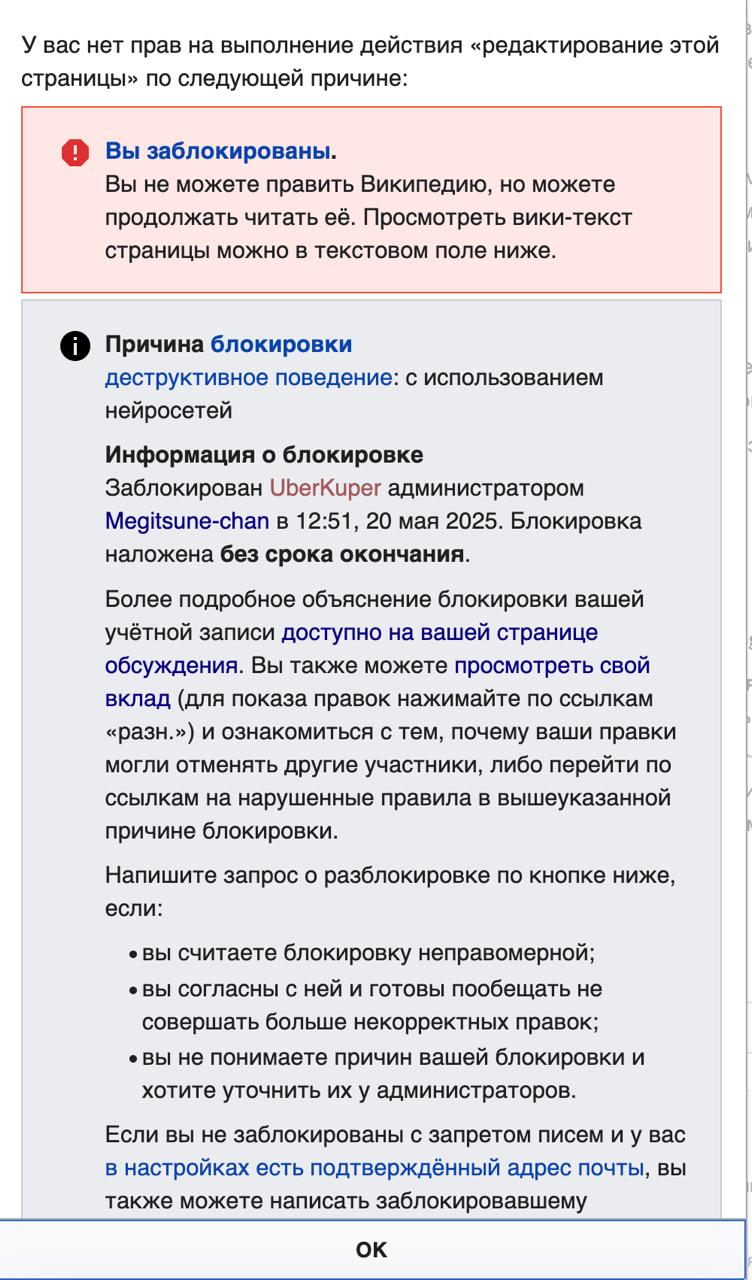 У вас нет прав на выполнение действия «редактирование этой
страницы» по следующей причине:
Вы заблокированы.
Вы не можете править Википедию, но можете
продолжать читать её. Просмотреть вики-текст
страницы можно в текстовом поле ниже.
Причина блокировки
деструктивное поведение: с использованием
нейросетей
Информация о блокировке
Заблокирован UberKuper администратором
Megitsune-chan в 12:51, 20 мая 2025. Блокировка
наложена без срока окончания.
Более подробное объяснение блокировки вашей
учётной записи доступно на вашей странице
обсуждения. Вы также можете просмотреть свой
вклад (для показа правок нажимайте по ссылкам
«разн.») и ознакомиться с тем, почему ваши правки
могли отменять другие участники, либо перейти по
ссылкам на нарушенные правила в вышеуказанной
причине блокировки.
Напишите запрос о разблокировке по кнопке ниже,
если:
• вы считаете блокировку неправомерной;
• вы согласны с ней и готовы пообещать не
совершать больше некорректных правок;
• вы не понимаете причин вашей блокировки и
хотите уточнить их у администраторов.
Если вы не заблокированы с запретом писем и у вас
в настройках есть подтверждённый адрес почты, вы
также можете написать заблокировавшему
ОК